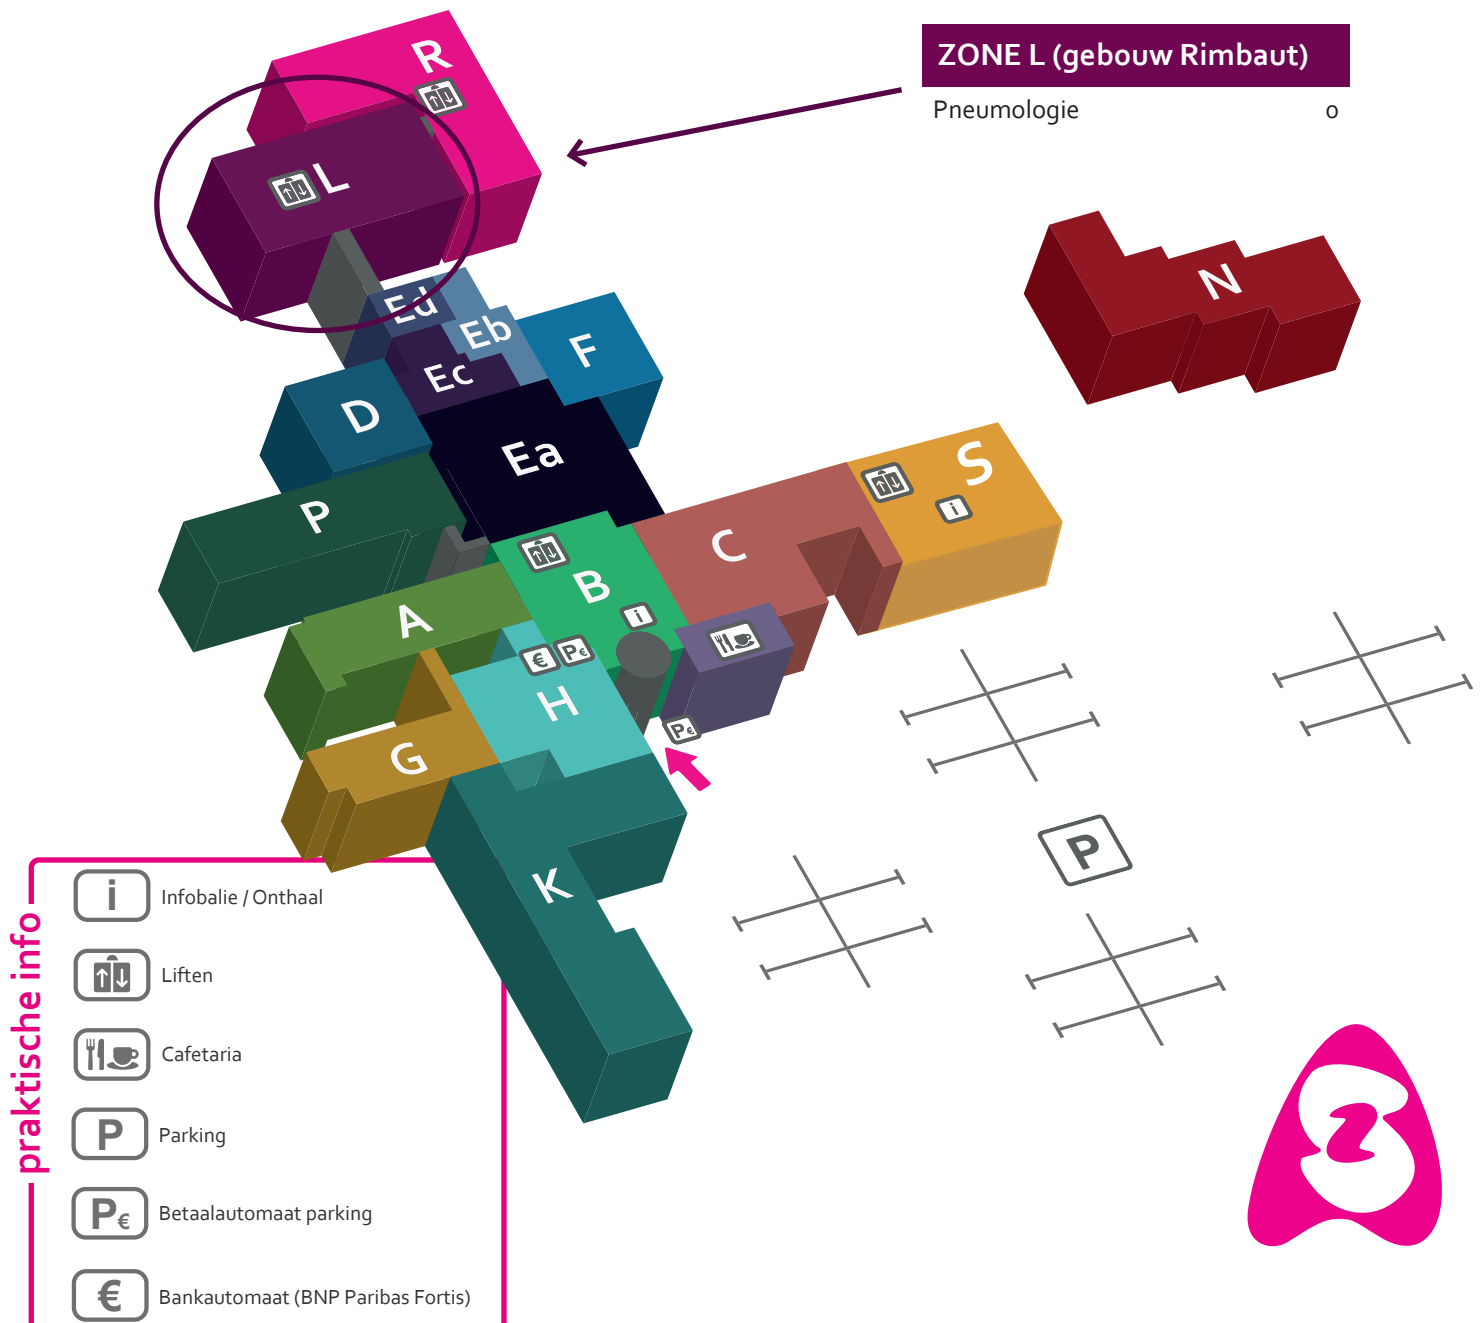 ZONE L (gebouw Rimbaut)
Pneumologie 0
R
L
N
Ed
Eb
F
Ec
D
Ea
S
P
i
C
B
A
i
€ P€
H
P€
G
P
K
praktische info
i Infobalie / Onthaal
Liften
Cafetaria
P Parking
P€ Betaalautomaat parking
€ Bankautomaat (BNP Paribas Fortis)